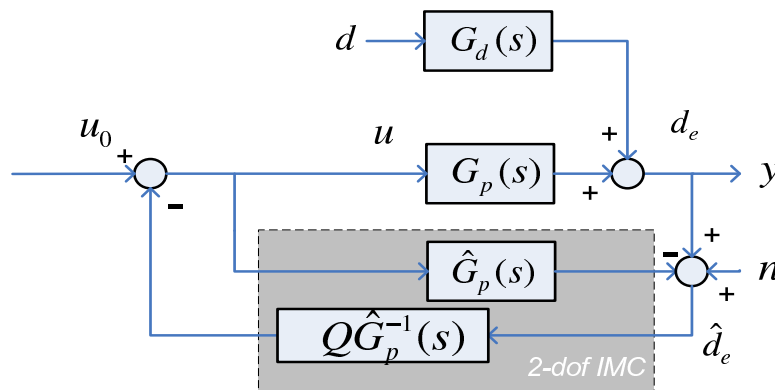 d
G_d(s)
u_0
u
d_e
+
+
-
+
G_p(s)
y
+
-
Ĝ_p(s)
n
+
QĜ_p^{-1}(s)
d̂_e
2-dof IMC